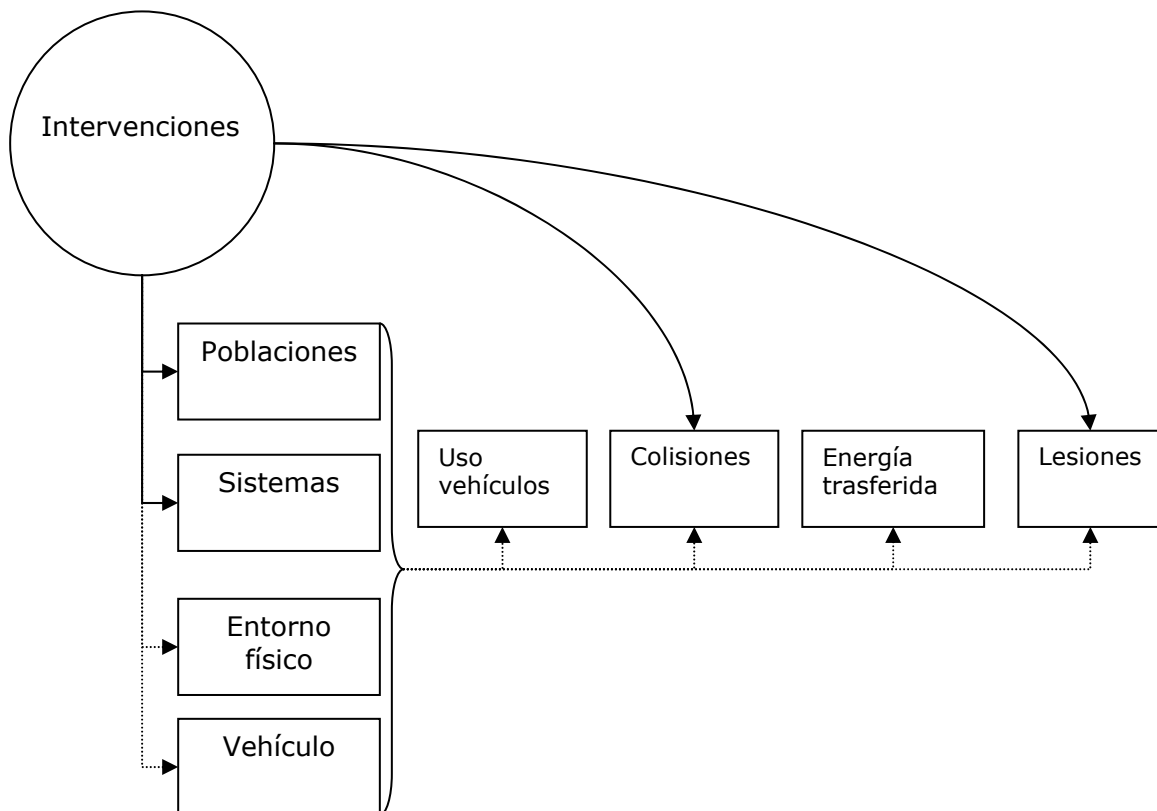 Intervenciones
Poblaciones
Sistemas
Entorno
físico
Vehículo
Uso
vehículos
Colisiones
Energía
trasferida
Lesiones